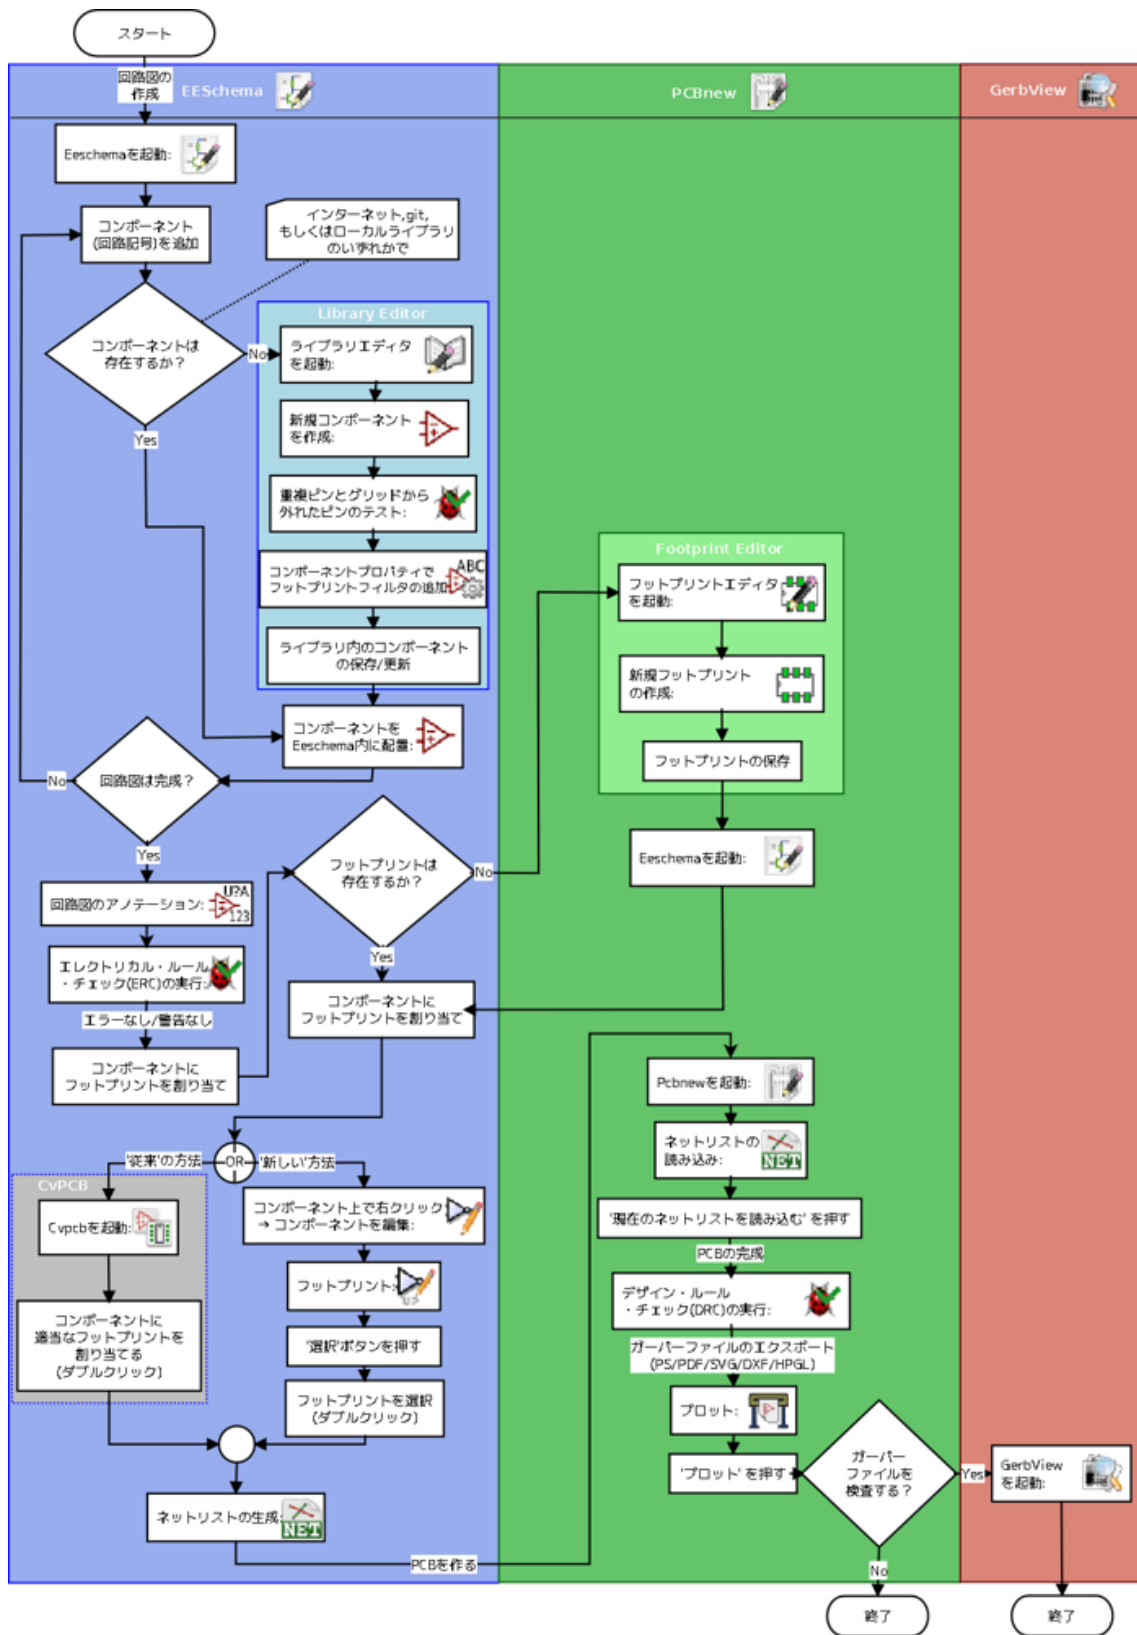 スタート
回路図の
作成
EESchema
PCBnew
GerbView
Eeschemaを起動:
コンポーネント
(回路記号)を追加
インターネット,git,
もしくはローカルライブラリ
のいずれかで
コンポーネントは
存在するか？
No
Yes
Library Editor
ライブラリエディタ
を起動:
新規コンポーネント
を作成:
重複ピンとグリッドから
外れたピンのテスト:
コンポーネントプロパティで
フットプリントフィルタの追加
ABC
ライブラリ内のコンポーネント
の保存/更新
コンポーネントを
Eeschema内に配置:
回路図は完成？
No
Yes
回路図のアノテーション:
U?A
123
エレクトリカル・ルール
・チェック(ERC)の実行:
エラーなし/警告なし
コンポーネントに
フットプリントを割り当て
フットプリントは
存在するか？
No
Yes
Footprint Editor
フットプリントエディタ
を起動:
新規フットプリント
の作成:
フットプリントの保存
Eeschemaを起動:
コンポーネントに
フットプリントを割り当て
OR
'従来'の方法
'新しい'方法
CvPCB
Cvpcbを起動:
コンポーネントに
適当なフットプリントを
割り当てる
(ダブルクリック)
コンポーネント上で右クリック
→ コンポーネントを編集:
フットプリント:
'選択'ボタンを押す
フットプリントを選択
(ダブルクリック)
ネットリストの生成:
NET
PCBを作る
Pcbnewを起動:
ネットリストの
読み込み:
NET
'現在のネットリストを読み込む' を押す
PCBの完成
デザイン・ルール
・チェック(DRC)の実行:
ガーバーファイルのエクスポート
(PS/PDF/SVG/DXF/HPGL)
プロット:
'プロット' を押す
ガーバー
ファイルを
検査する？
Yes
No
GerbView
を起動:
終了
終了